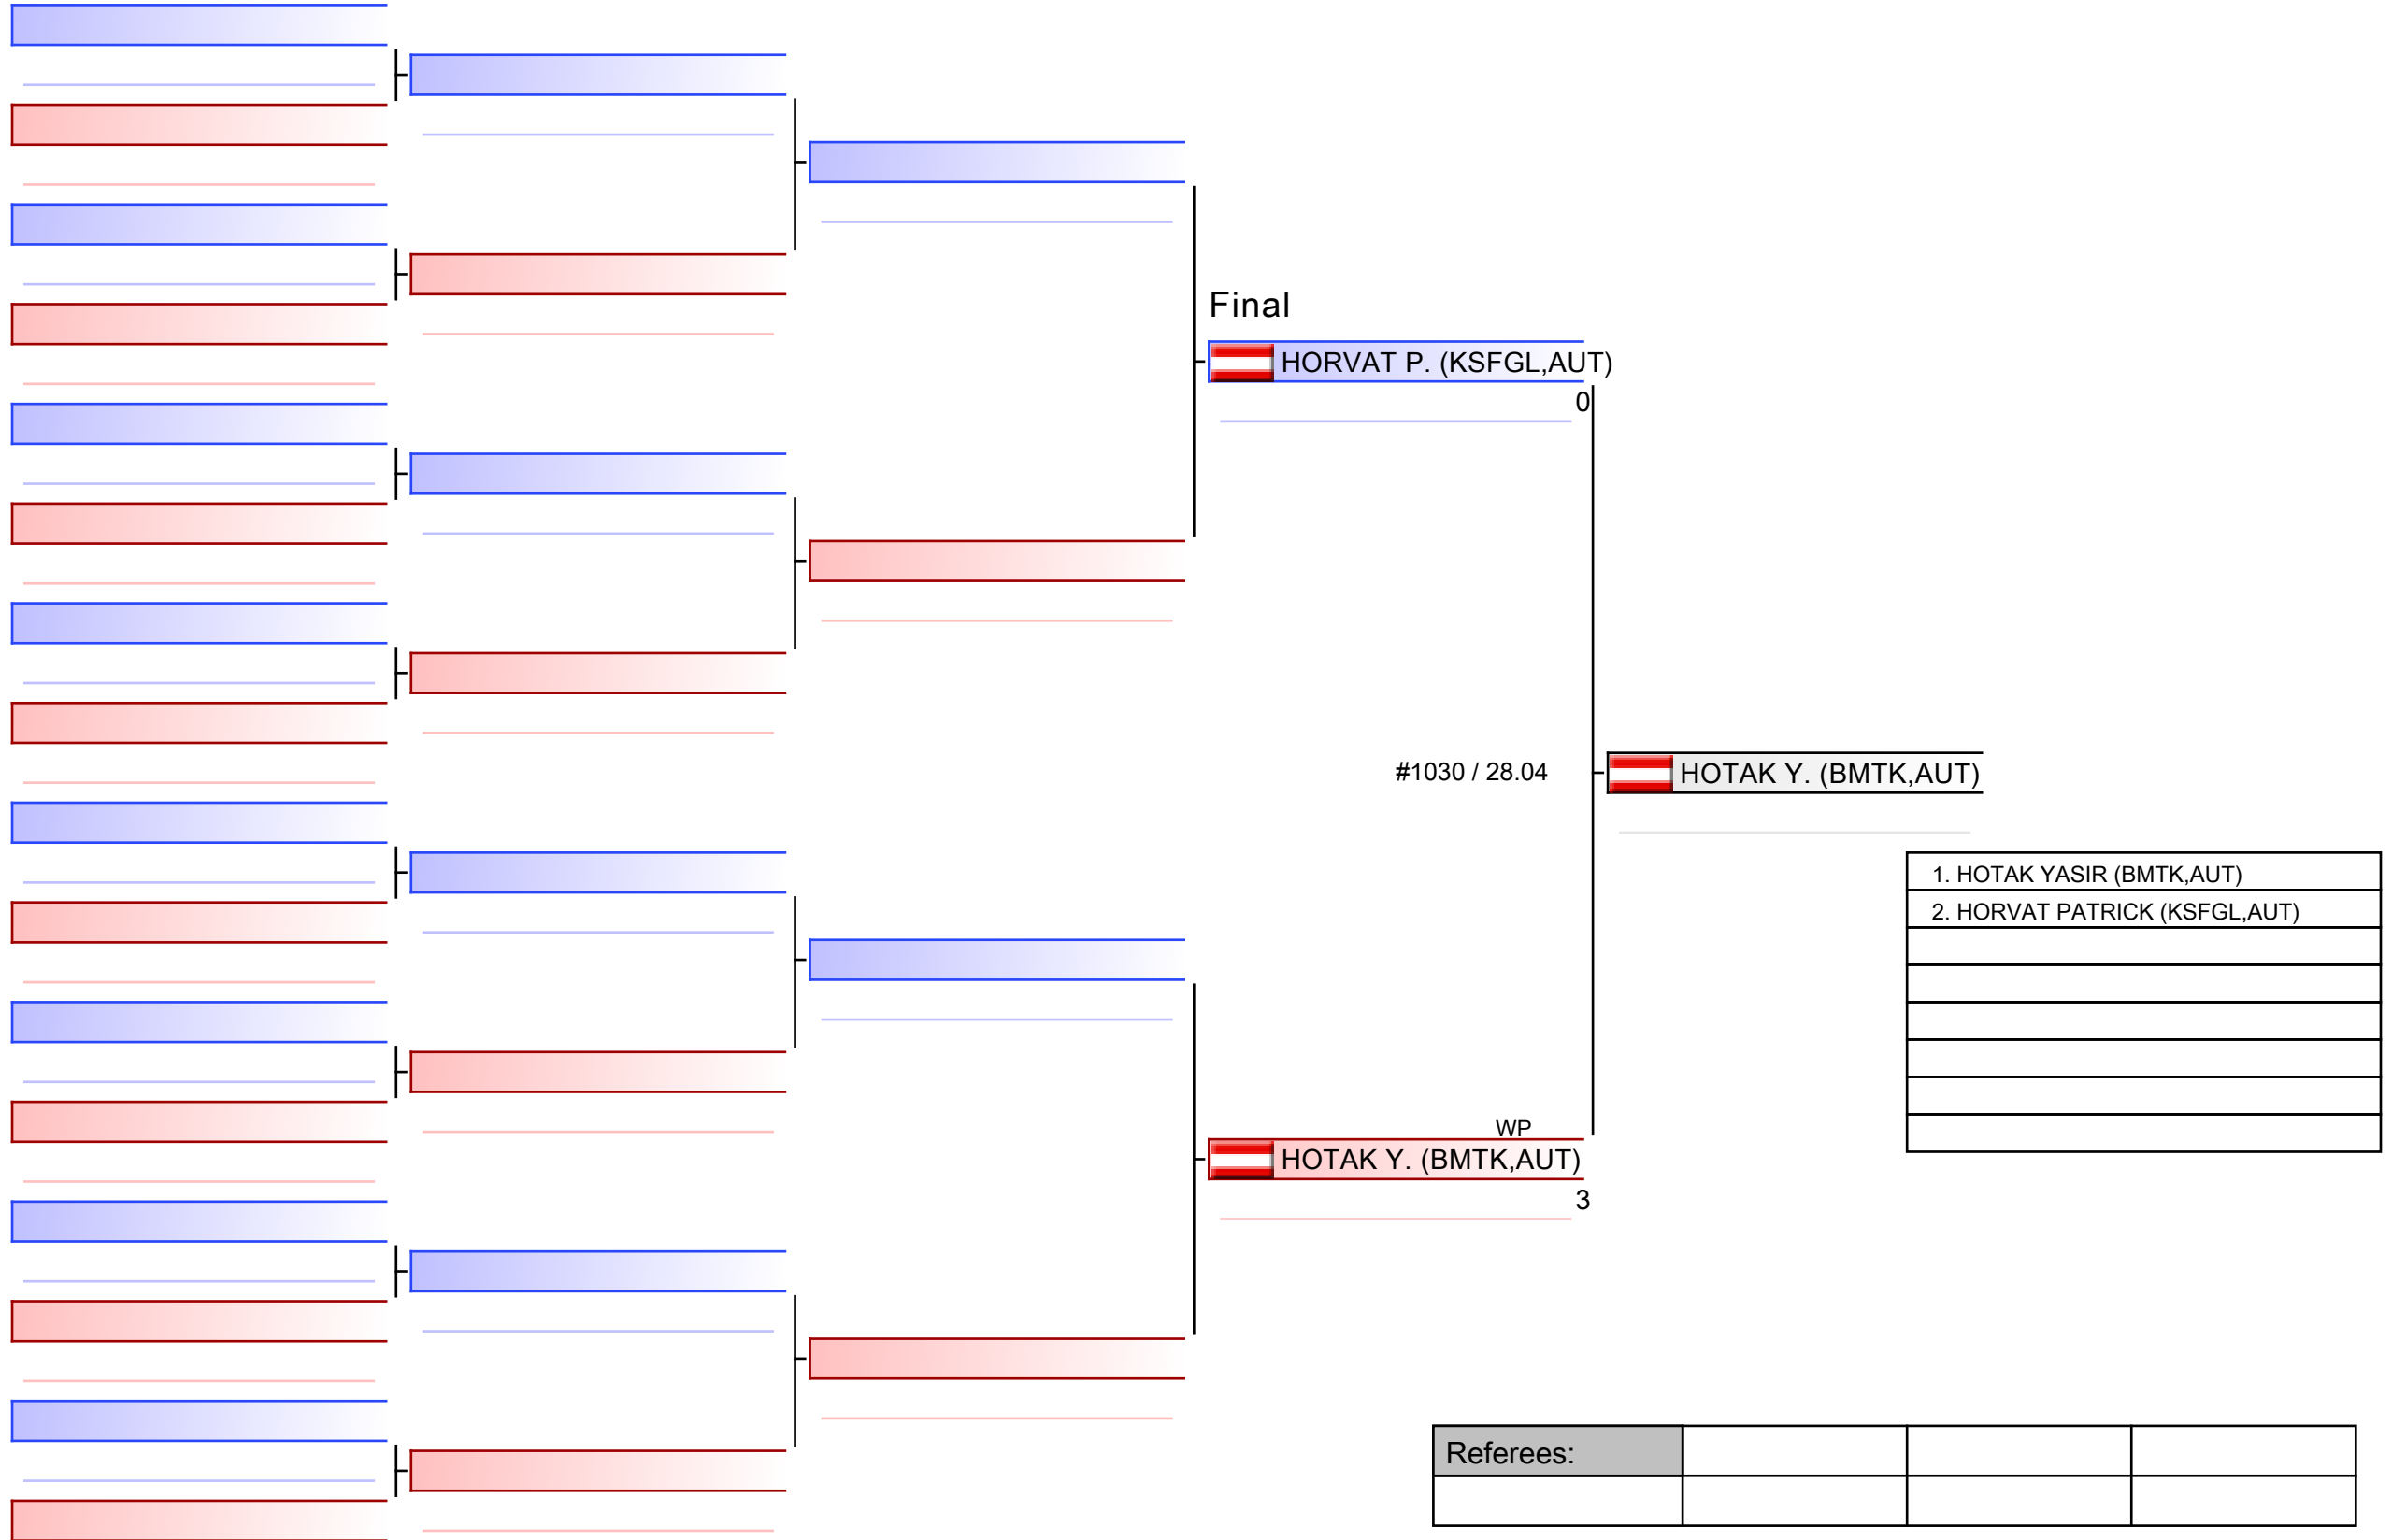 Final
HORVAT P. (KSFGL,AUT)
0
#1030 / 28.04
HOTAK Y. (BMTK,AUT)
1. HOTAK YASIR (BMTK,AUT)
2. HORVAT PATRICK (KSFGL,AUT)
WP
HOTAK Y. (BMTK,AUT)
3
Referees: